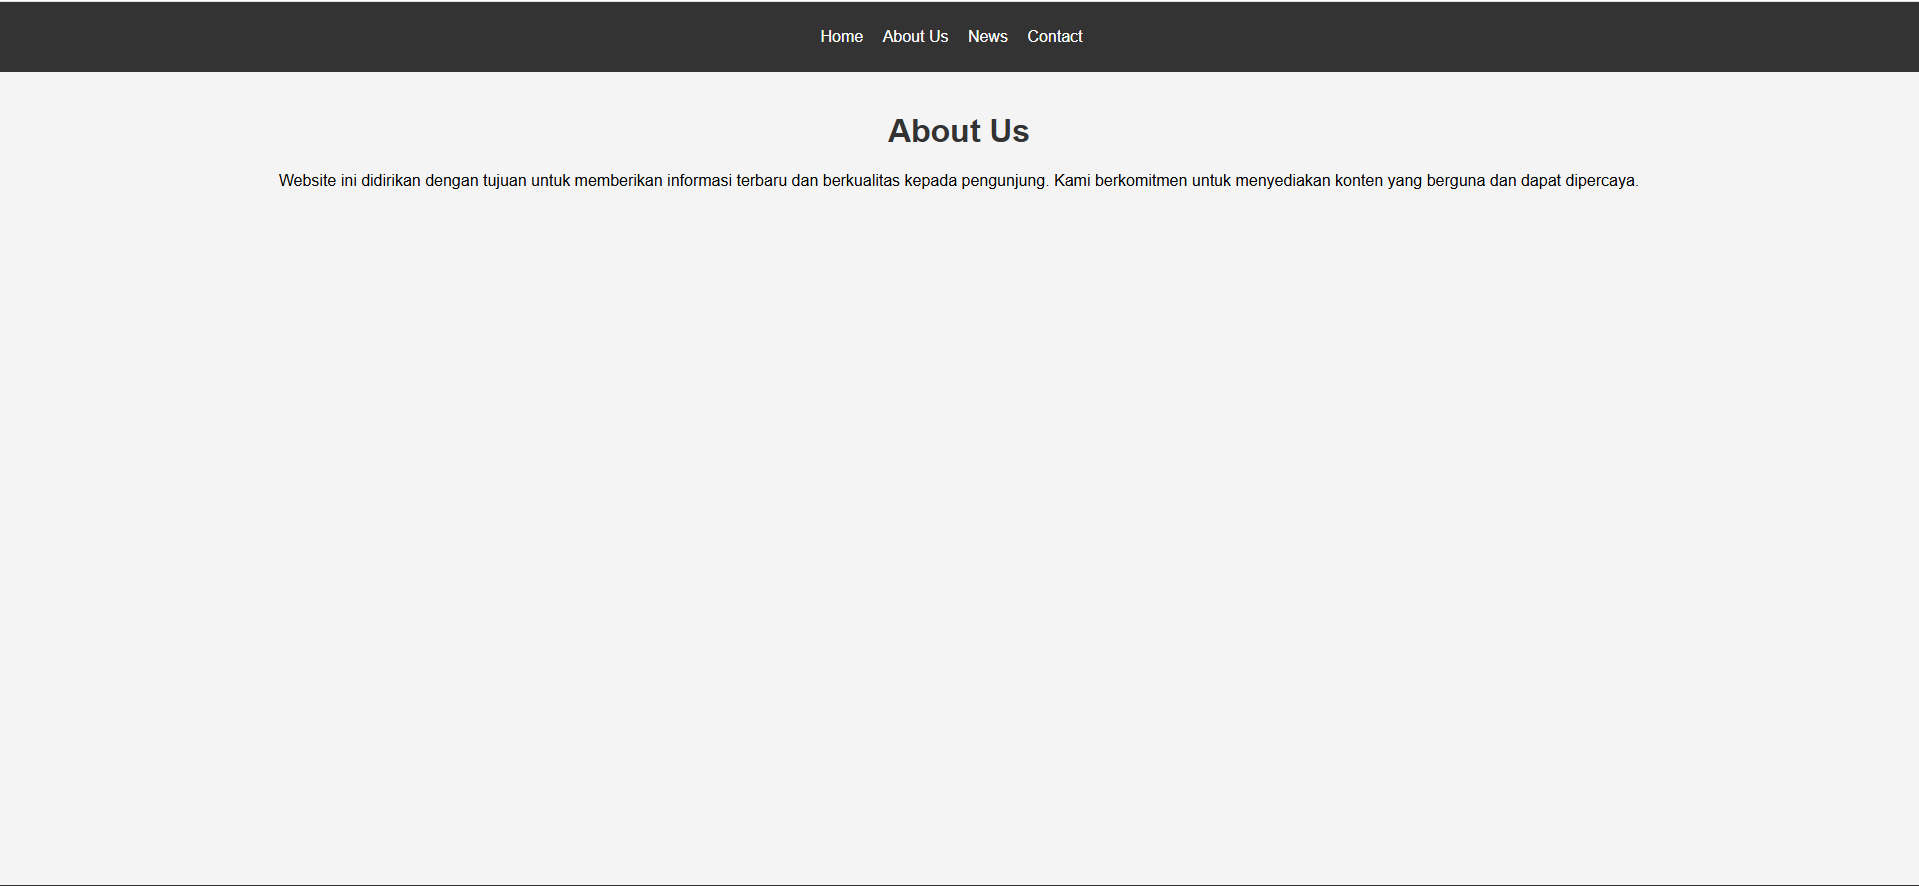 Home About Us News Contact
About Us
Website ini didirikan dengan tujuan untuk memberikan informasi terbaru dan berkualitas kepada pengunjung. Kami berkomitmen untuk menyediakan konten yang berguna dan dapat dipercaya.